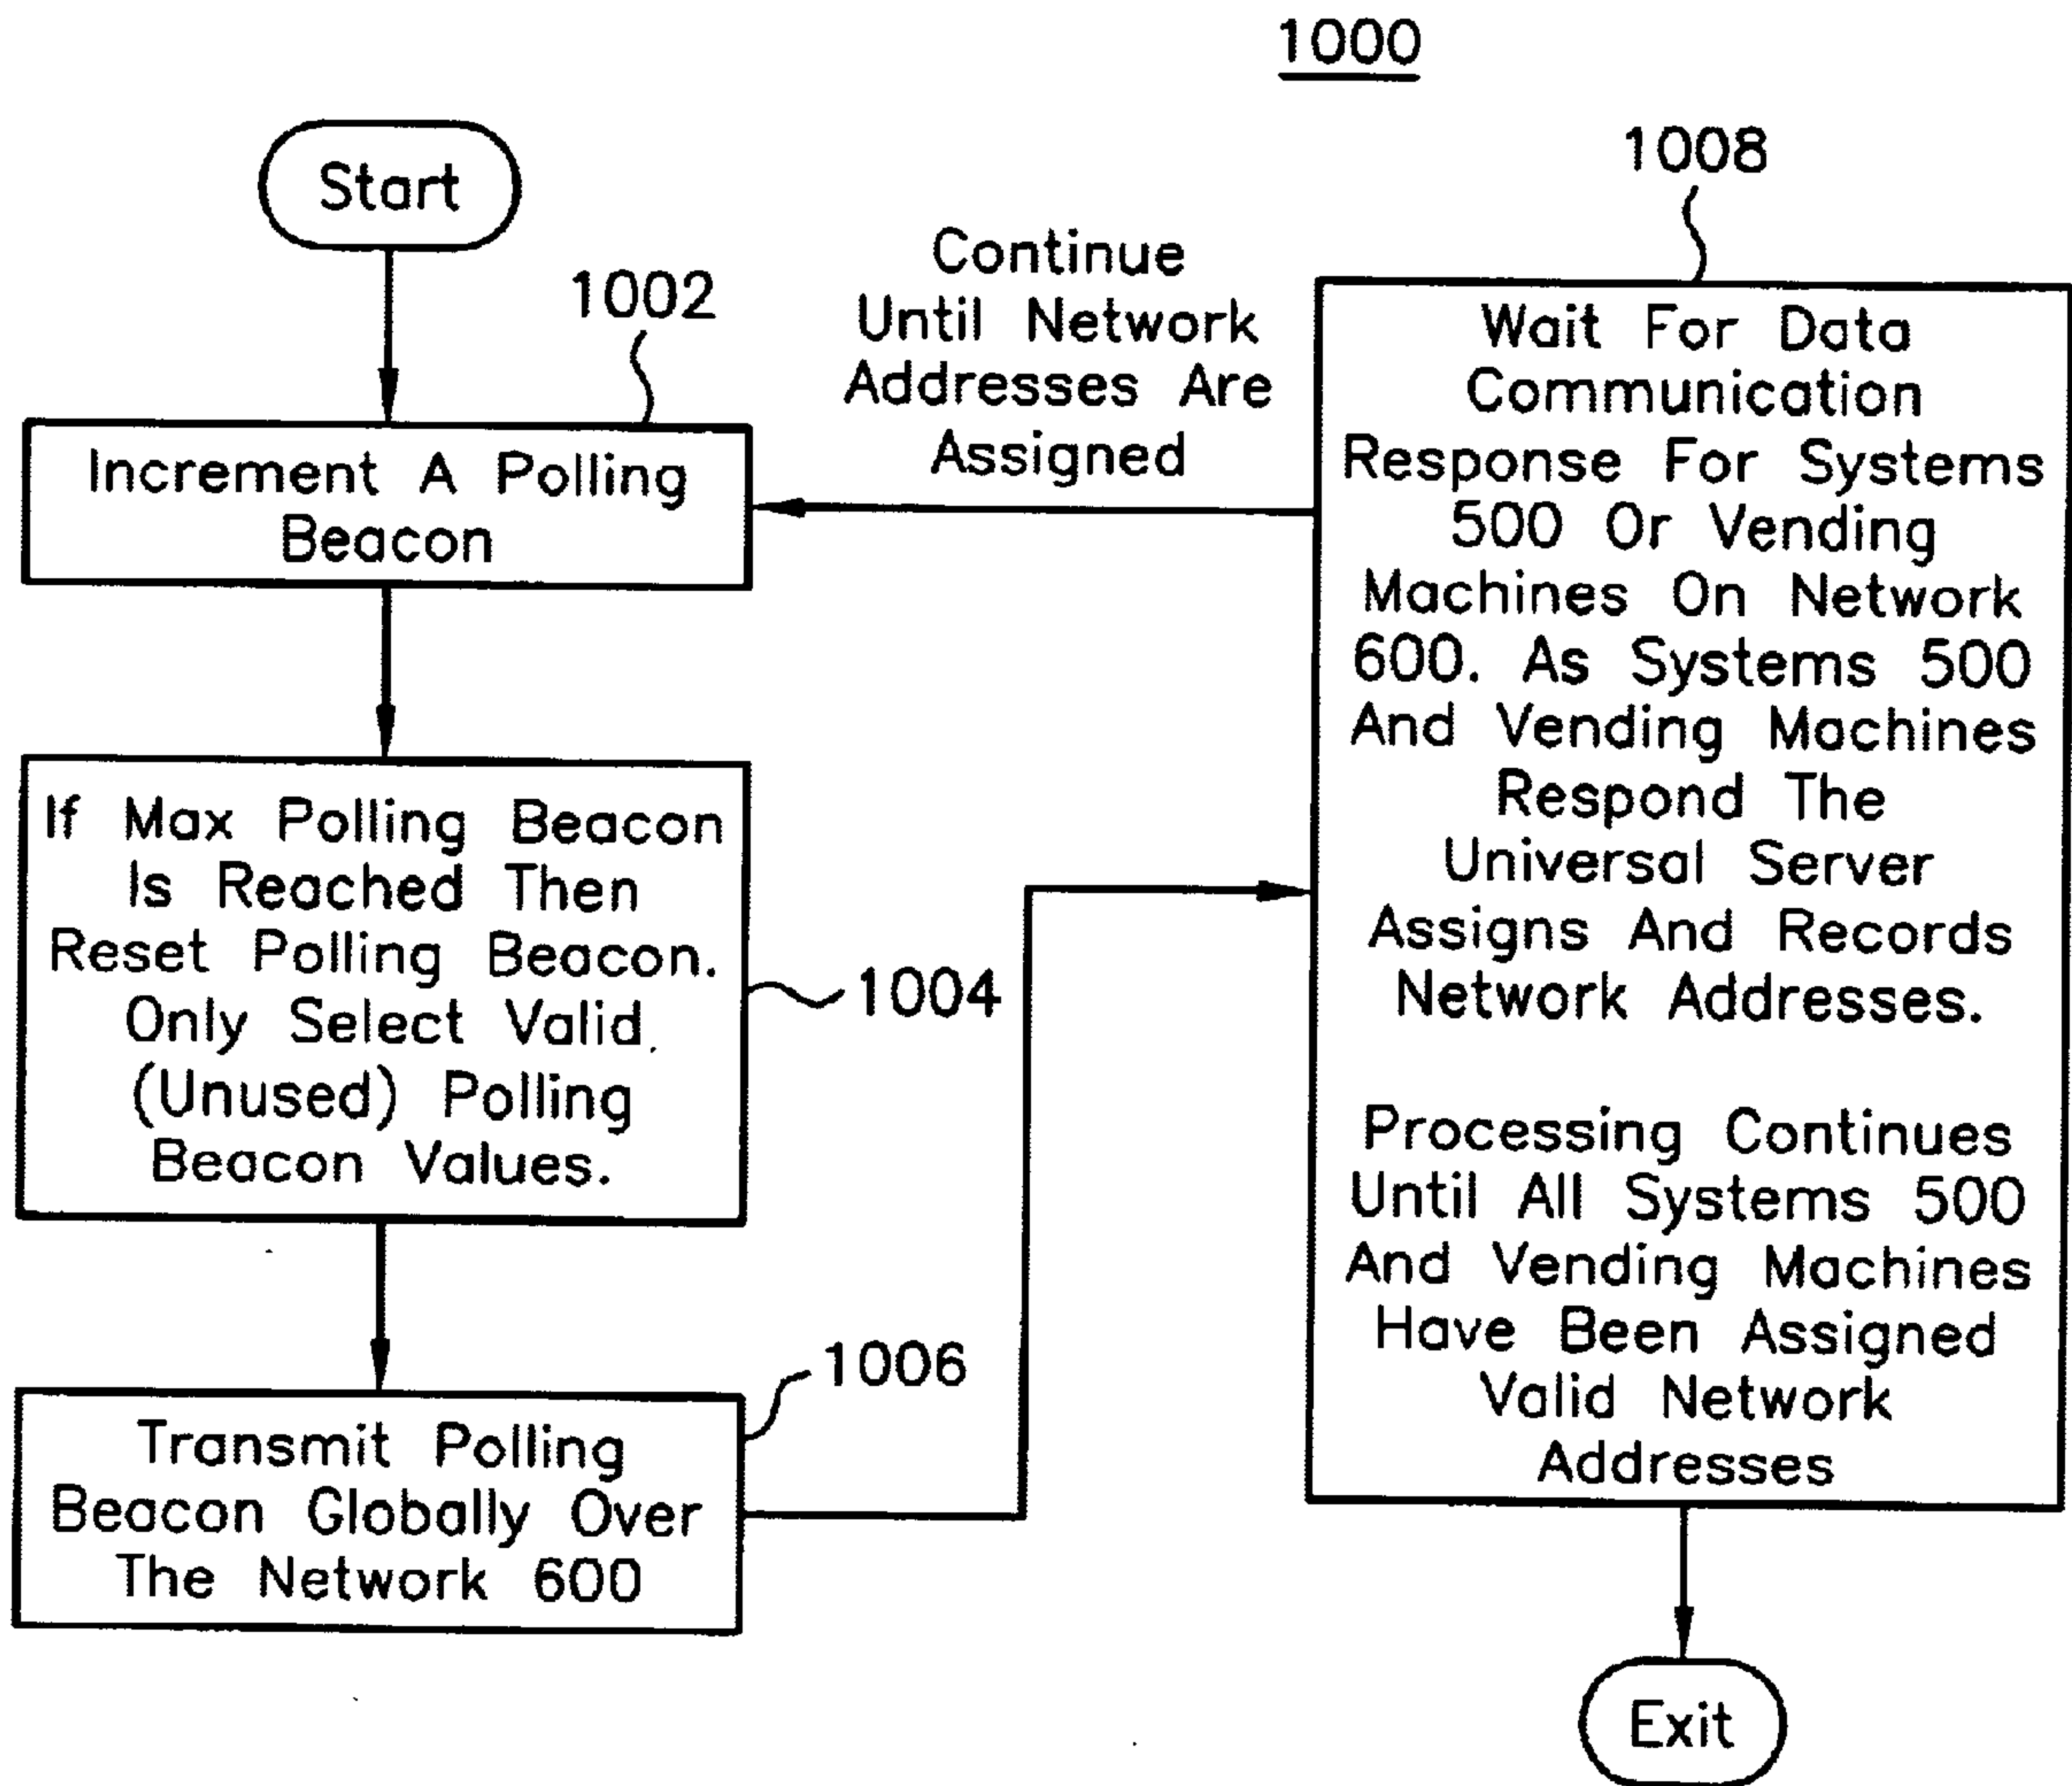 1000
Start
1002
Increment A Polling
Beacon
If Max Polling Beacon
Is Reached Then
Reset Polling Beacon.
Only Select Valid
(Unused) Polling
Beacon Values.
1004
1006
Transmit Polling
Beacon Globally Over
The Network 600
Continue
Until Network
Addresses Are
Assigned
1008
Wait For Data
Communication
Response For Systems
500 Or Vending
Machines On Network
600. As Systems 500
And Vending Machines
Respond The
Universal Server
Assigns And Records
Network Addresses.
Processing Continues
Until All Systems 500
And Vending Machines
Have Been Assigned
Valid Network
Addresses
Exit